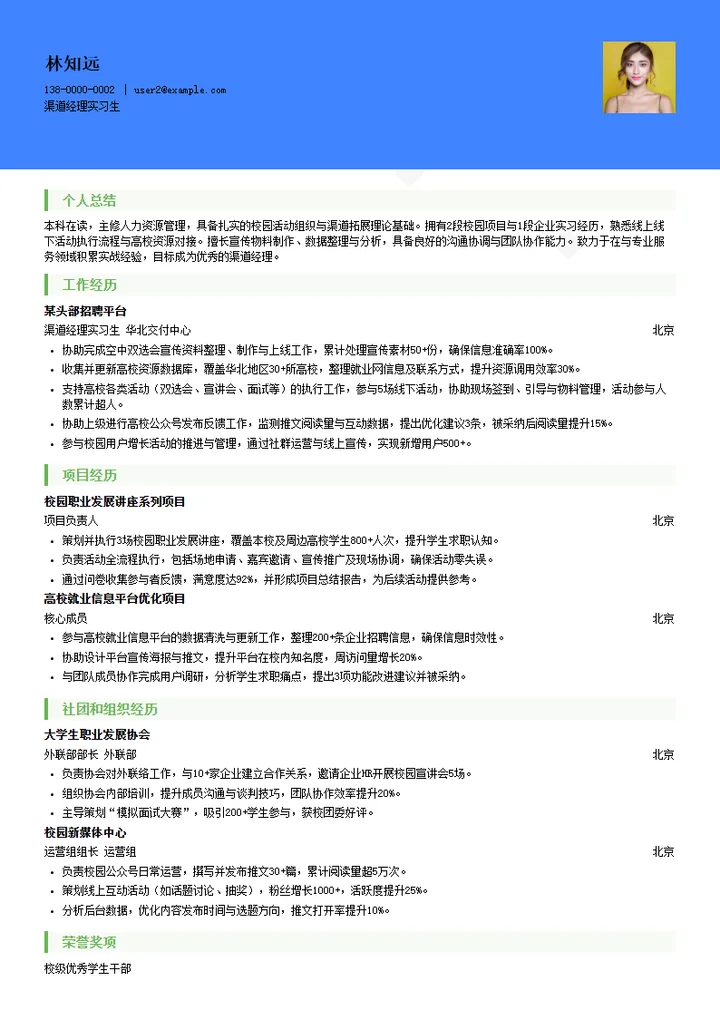 林知远
138-0000-0002 | user2@example.com
渠道经理实习生
个人总结
本科在读，主修人力资源管理，具备扎实的校园活动组织与渠道拓展理论基础。拥有2段校园项目与1段企业实习经历，熟悉线上线
下活动执行流程与高校资源对接。擅长宣传物料制作、数据整理与分析，具备良好的沟通协调与团队协作能力。致力于在与专业服
务领域积累实战经验，目标成为优秀的渠道经理。
工作经历
某头部招聘平台
渠道经理实习生 华北交付中心 北京
• 协助完成空中双选会宣传资料整理、制作与上线工作，累计处理宣传素材50+份，确保信息准确率100%。
• 收集并更新高校资源数据库，覆盖华北地区30+所高校，整理就业网信息及联系方式，提升资源调用效率30%。
• 支持高校各类活动（双选会、宣讲会、面试等）的执行工作，参与5场线下活动，协助现场签到、引导与物料管理，活动参与人
数累计超人。
• 协助上级进行高校公众号发布反馈工作，监测推文阅读量与互动数据，提出优化建议3条，被采纳后阅读量提升15%。
• 参与校园用户增长活动的推进与管理，通过社群运营与线上宣传，实现新增用户500+。
项目经历
校园职业发展讲座系列项目
项目负责人 北京
• 策划并执行3场校园职业发展讲座，覆盖本校及周边高校学生800+人次，提升学生求职认知。
• 负责活动全流程执行，包括场地申请、嘉宾邀请、宣传推广及现场协调，确保活动零失误。
• 通过问卷收集参与者反馈，满意度达92%，并形成项目总结报告，为后续活动提供参考。
高校就业信息平台优化项目
核心成员 北京
• 参与高校就业信息平台的数据清洗与更新工作，整理200+条企业招聘信息，确保信息时效性。
• 协助设计平台宣传海报与推文，提升平台在校内知名度，周访问量增长20%。
• 与团队成员协作完成用户调研，分析学生求职痛点，提出3项功能改进建议并被采纳。
社团和组织经历
大学生职业发展协会
外联部部长 外联部 北京
• 负责协会对外联络工作，与10+家企业建立合作关系，邀请企业HR开展校园宣讲会5场。
• 组织协会内部培训，提升成员沟通与谈判技巧，团队协作效率提升20%。
• 主导策划“模拟面试大赛”，吸引200+学生参与，获校团委好评。
校园新媒体中心
运营组组长 运营组 北京
• 负责校园公众号日常运营，撰写并发布推文30+篇，累计阅读量超5万次。
• 策划线上互动活动（如话题讨论、抽奖），粉丝增长1000+，活跃度提升25%。
• 分析后台数据，优化内容发布时间与选题方向，推文打开率提升10%。
荣誉奖项
校级优秀学生干部